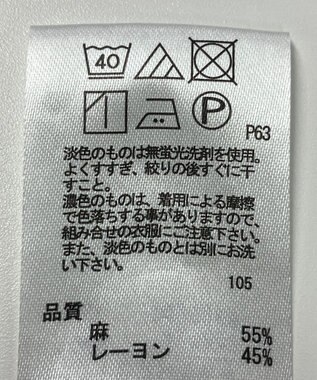 40
P
P63
淡色のものは無蛍光洗剤を使用。
よくすすぎ、絞りの後すぐに干
すこと。
濃色のものは、着用による摩擦
で色落ちする事がありますので、
組み合せの衣服にご注意下さい。
また、淡色のものとは別にお洗
い下さい。
105
品質
麻 55%
レーヨン 45%